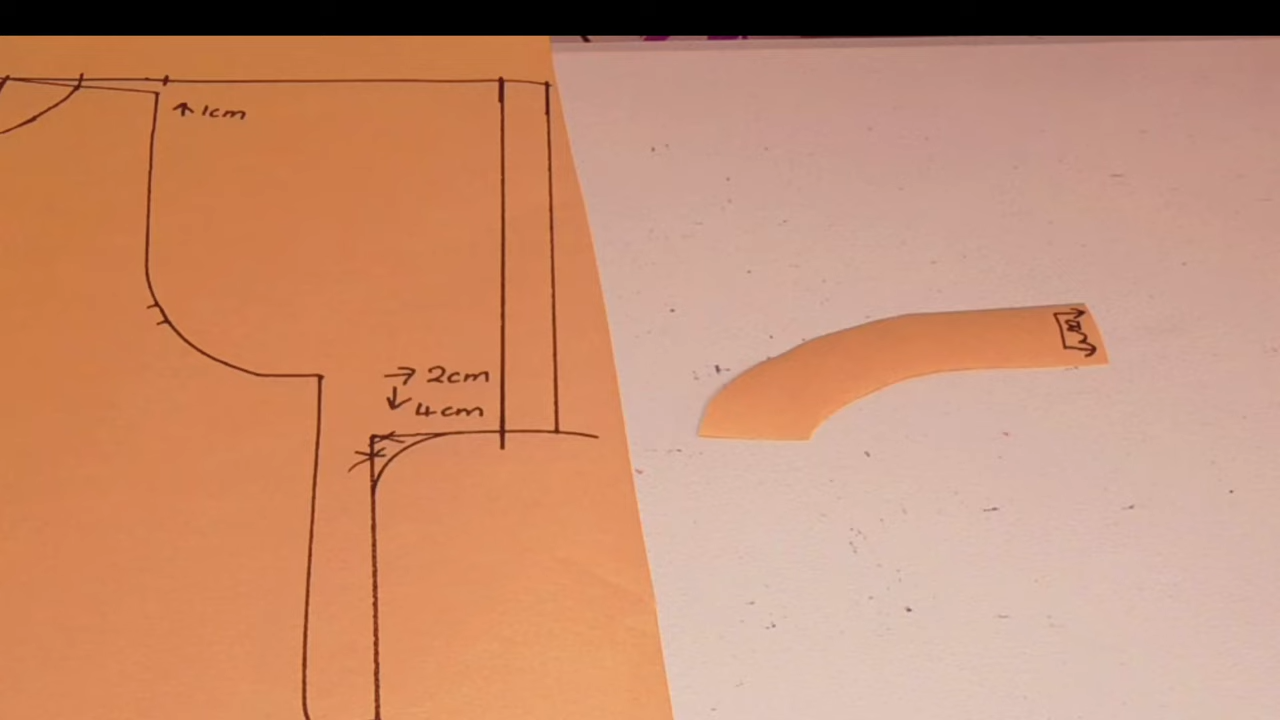 ↑ 1cm
→ 2cm
↓ 4cm